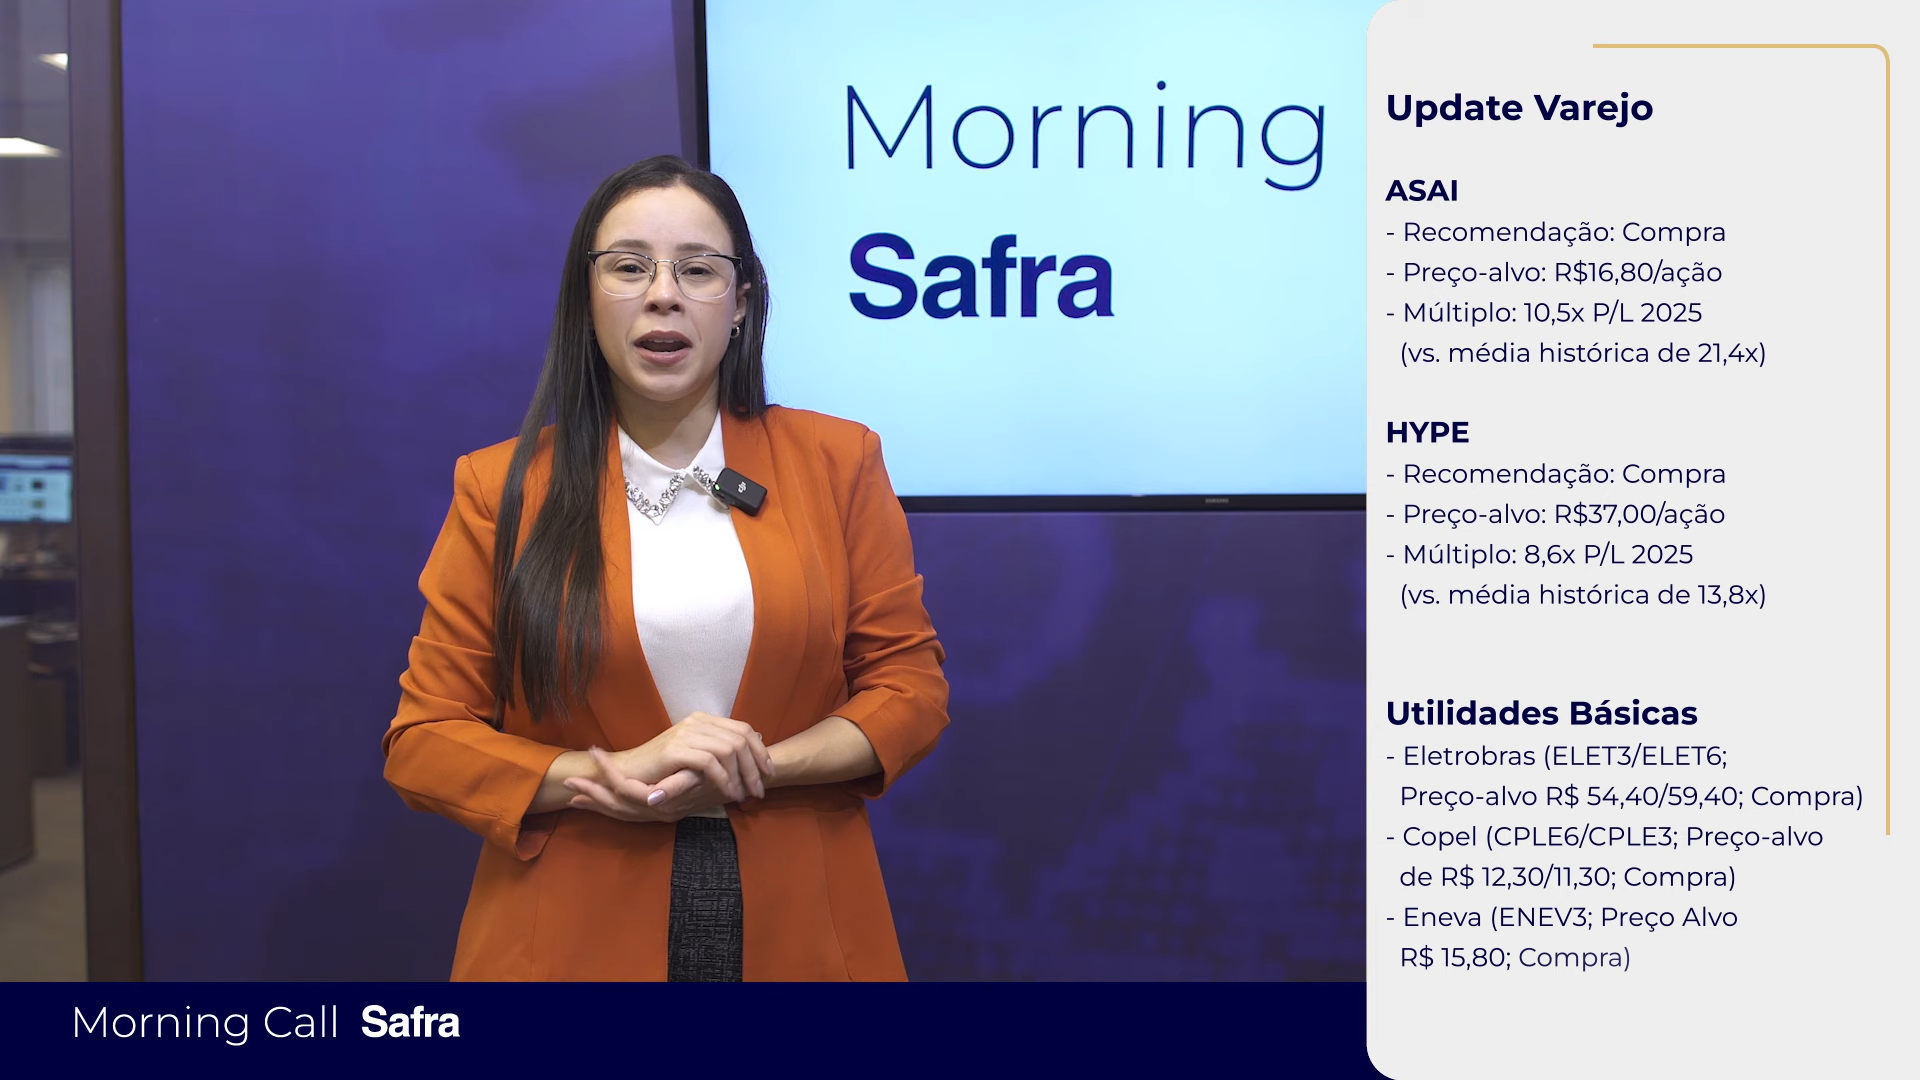 Morning
Safra
Update Varejo
ASAI
- Recomendação: Compra
- Preço-alvo: R$16,80/ação
- Múltiplo: 10,5x P/L 2025
(vs. média histórica de 21,4x)
HYPE
- Recomendação: Compra
- Preço-alvo: R$37,00/ação
- Múltiplo: 8,6x P/L 2025
(vs. média histórica de 13,8x)
Utilidades Básicas
- Eletrobras (ELET3/ELET6;
Preço-alvo R$ 54,40/59,40; Compra)
- Copel (CPLE6/CPLE3; Preço-alvo
de R$ 12,30/11,30; Compra)
- Eneva (ENEV3; Preço Alvo
R$ 15,80; Compra)
Morning Call Safra